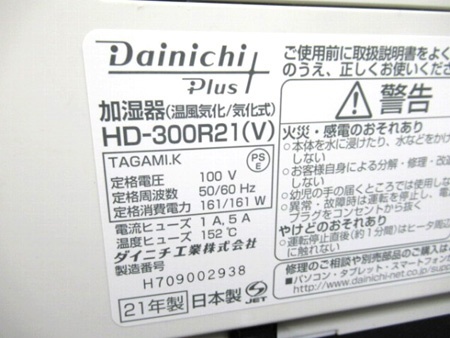 Dainichi
Plus
加湿器(温風気化/気化式)
HD-300R21(V)
TAGAMI.K
PS
E
定格電圧 100 V
定格周波数 50/60 Hz
定格消費電力 161/161 W
電流ヒューズ 1 A, 5 A
温度ヒューズ 152℃
ダイニチ工業株式会社
製造番号
H709002938
21年製 日本製 JET
ご使用前に取扱説明書をよく
のうえ、正しくお使いくださ
警告
火災・感電のおそれあり
○本体を水に浸けたり、水などをか
しない
○お客様自身による分解・修理・改造
しない
○幼児の手の届くところでは使用し
○異常・故障時は運転を停止し、電
プラグをコンセントから抜く
やけどのおそれあり
○運転停止直後(約1分間)はヒータ周
に触れない
修理のご相談や別売部品のご購入は
■パソコン・タブレット・スマートフォン
http://www.dainichi-net.co.jp/suppo